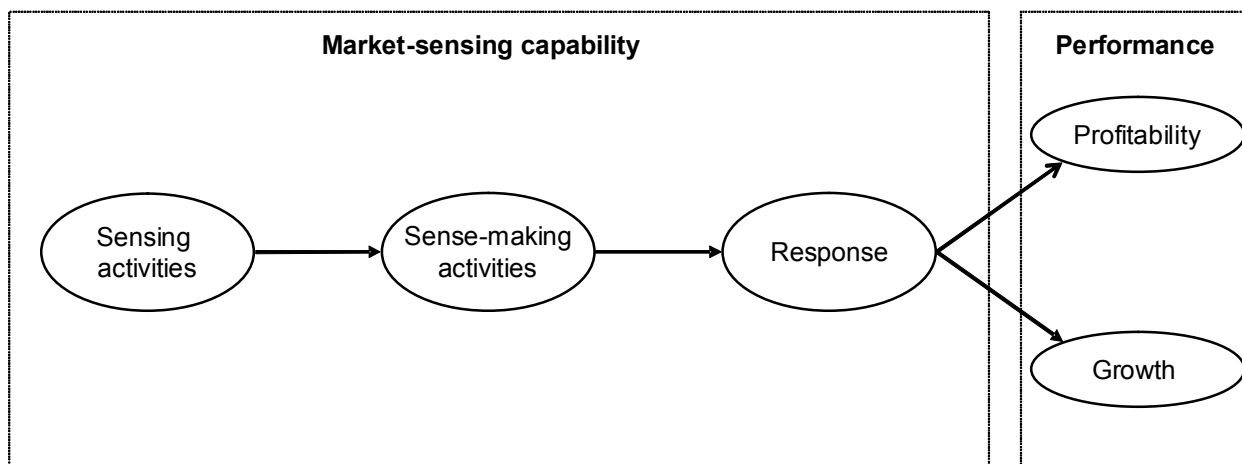 Market-sensing capability
Performance
Profitability
Sensing
activities
Sense-making
activities
Response
Growth